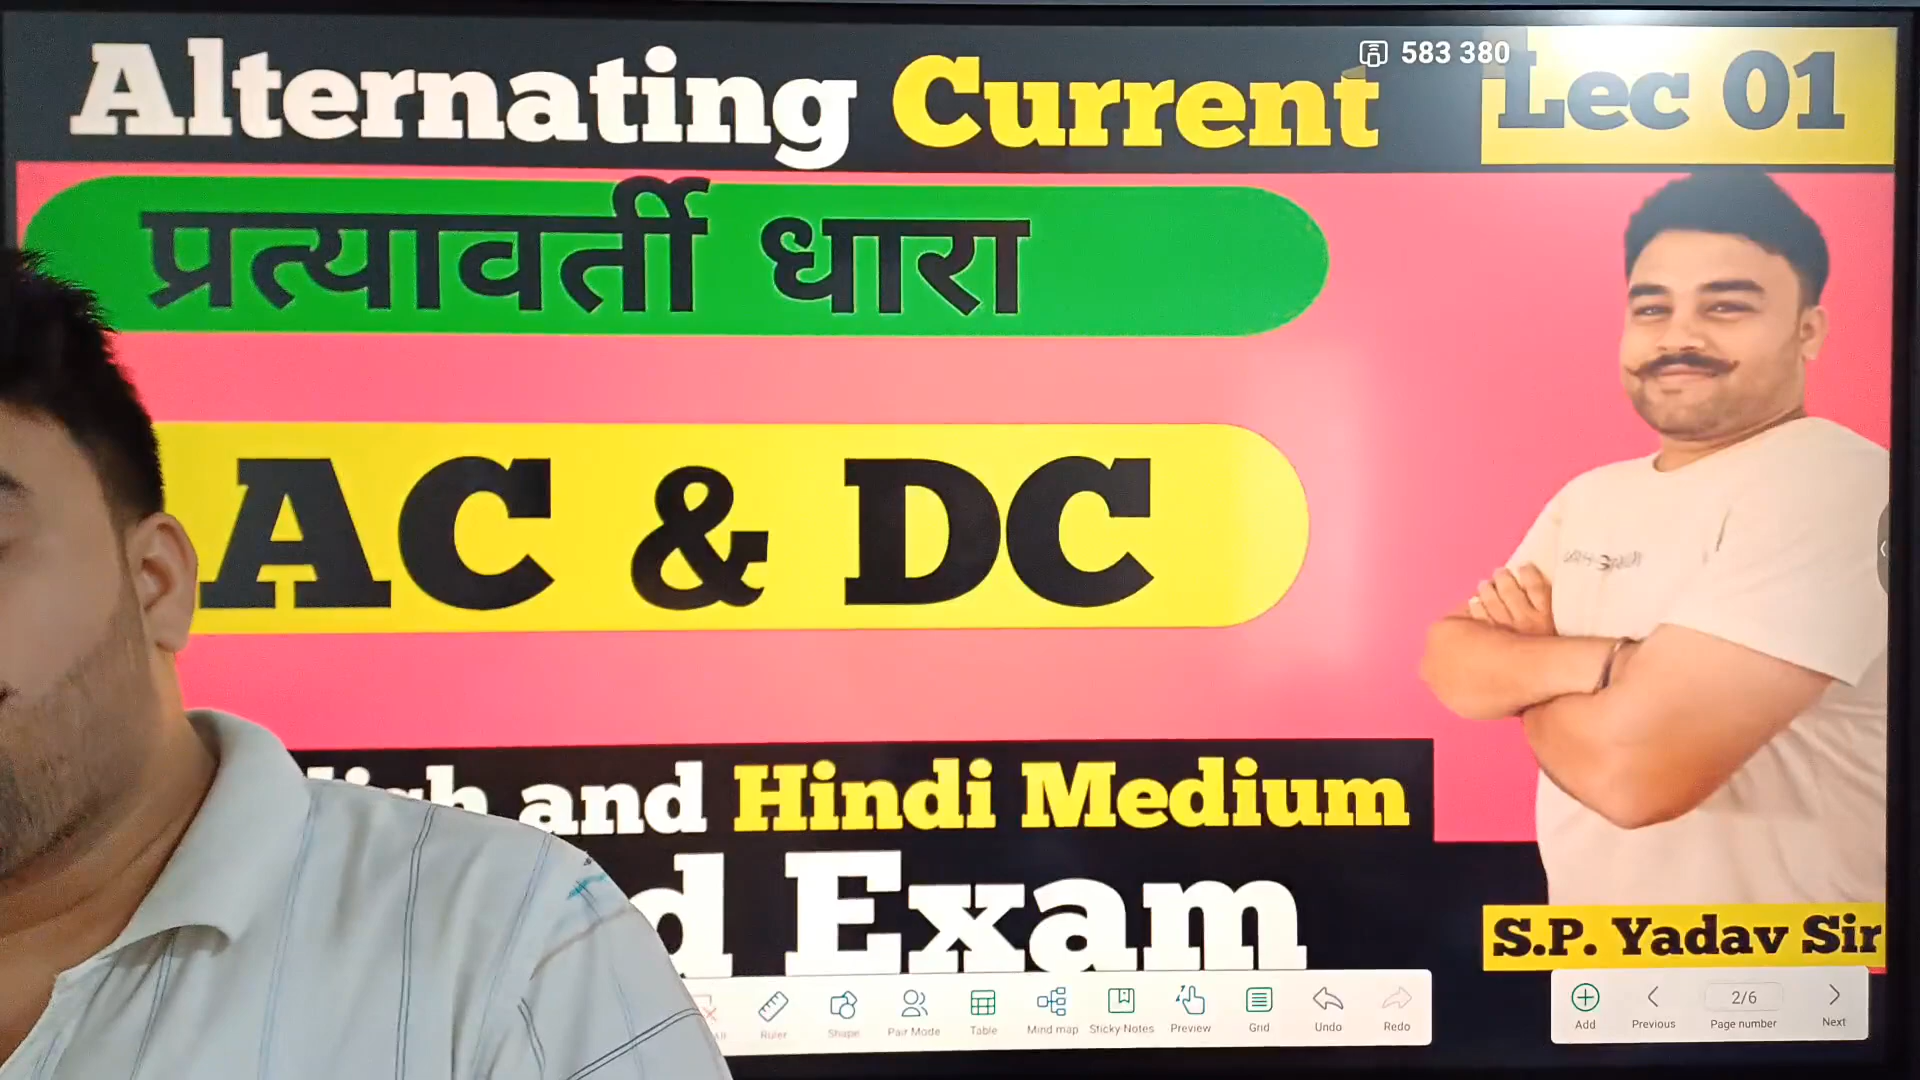 Alternating Current
583 380
Lec 01
प्रत्यावर्ती धारा
AC & DC
and Hindi Medium
Exam
S.P. Yadav Sir
Ruler
Shape
Pair Mode
Table
Mind map
Sticky Notes
Preview
Grid
Undo
Redo
Add
Previous
2/6
Page number
Next